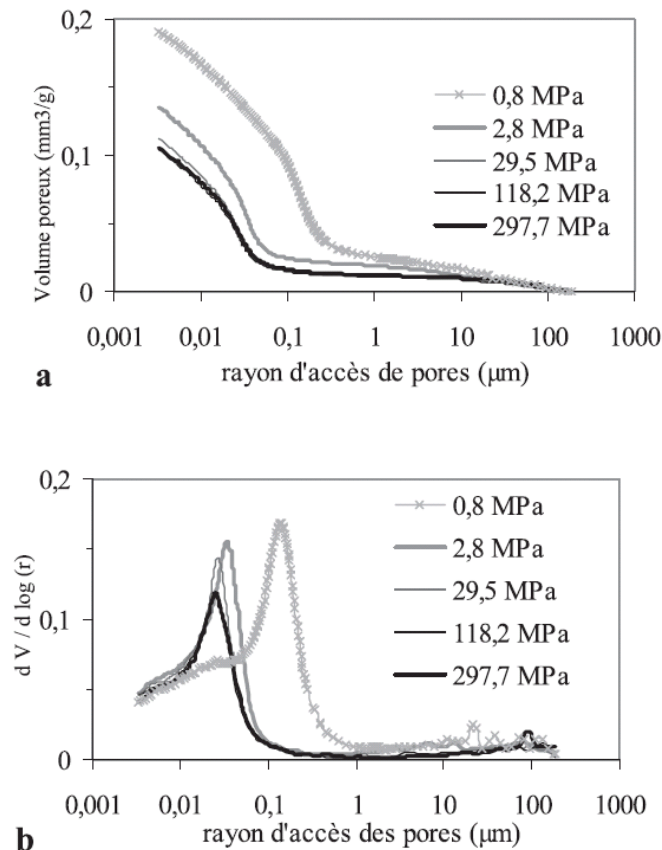 0,2
0,8 MPa
2,8 MPa
29,5 MPa
118,2 MPa
297,7 MPa
Volume poreux (mm3/g)
0,1
0
0,001 0,01 0,1 1 10 100 1000
rayon d'accès de pores (µm)
a
0,2
0,8 MPa
2,8 MPa
29,5 MPa
118,2 MPa
297,7 MPa
d V / d log (r)
0,1
0
0,001 0,01 0,1 1 10 100 1000
rayon d'accès des pores (µm)
b